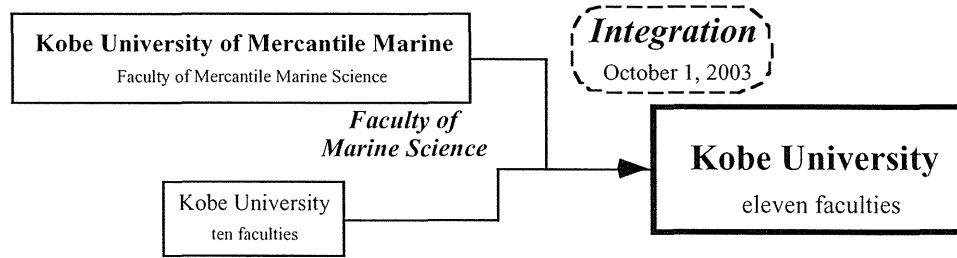 Kobe University of Mercantile Marine
Faculty of Mercantile Marine Science
Integration
October 1, 2003
Faculty of
Marine Science
Kobe University
ten faculties
Kobe University
eleven faculties